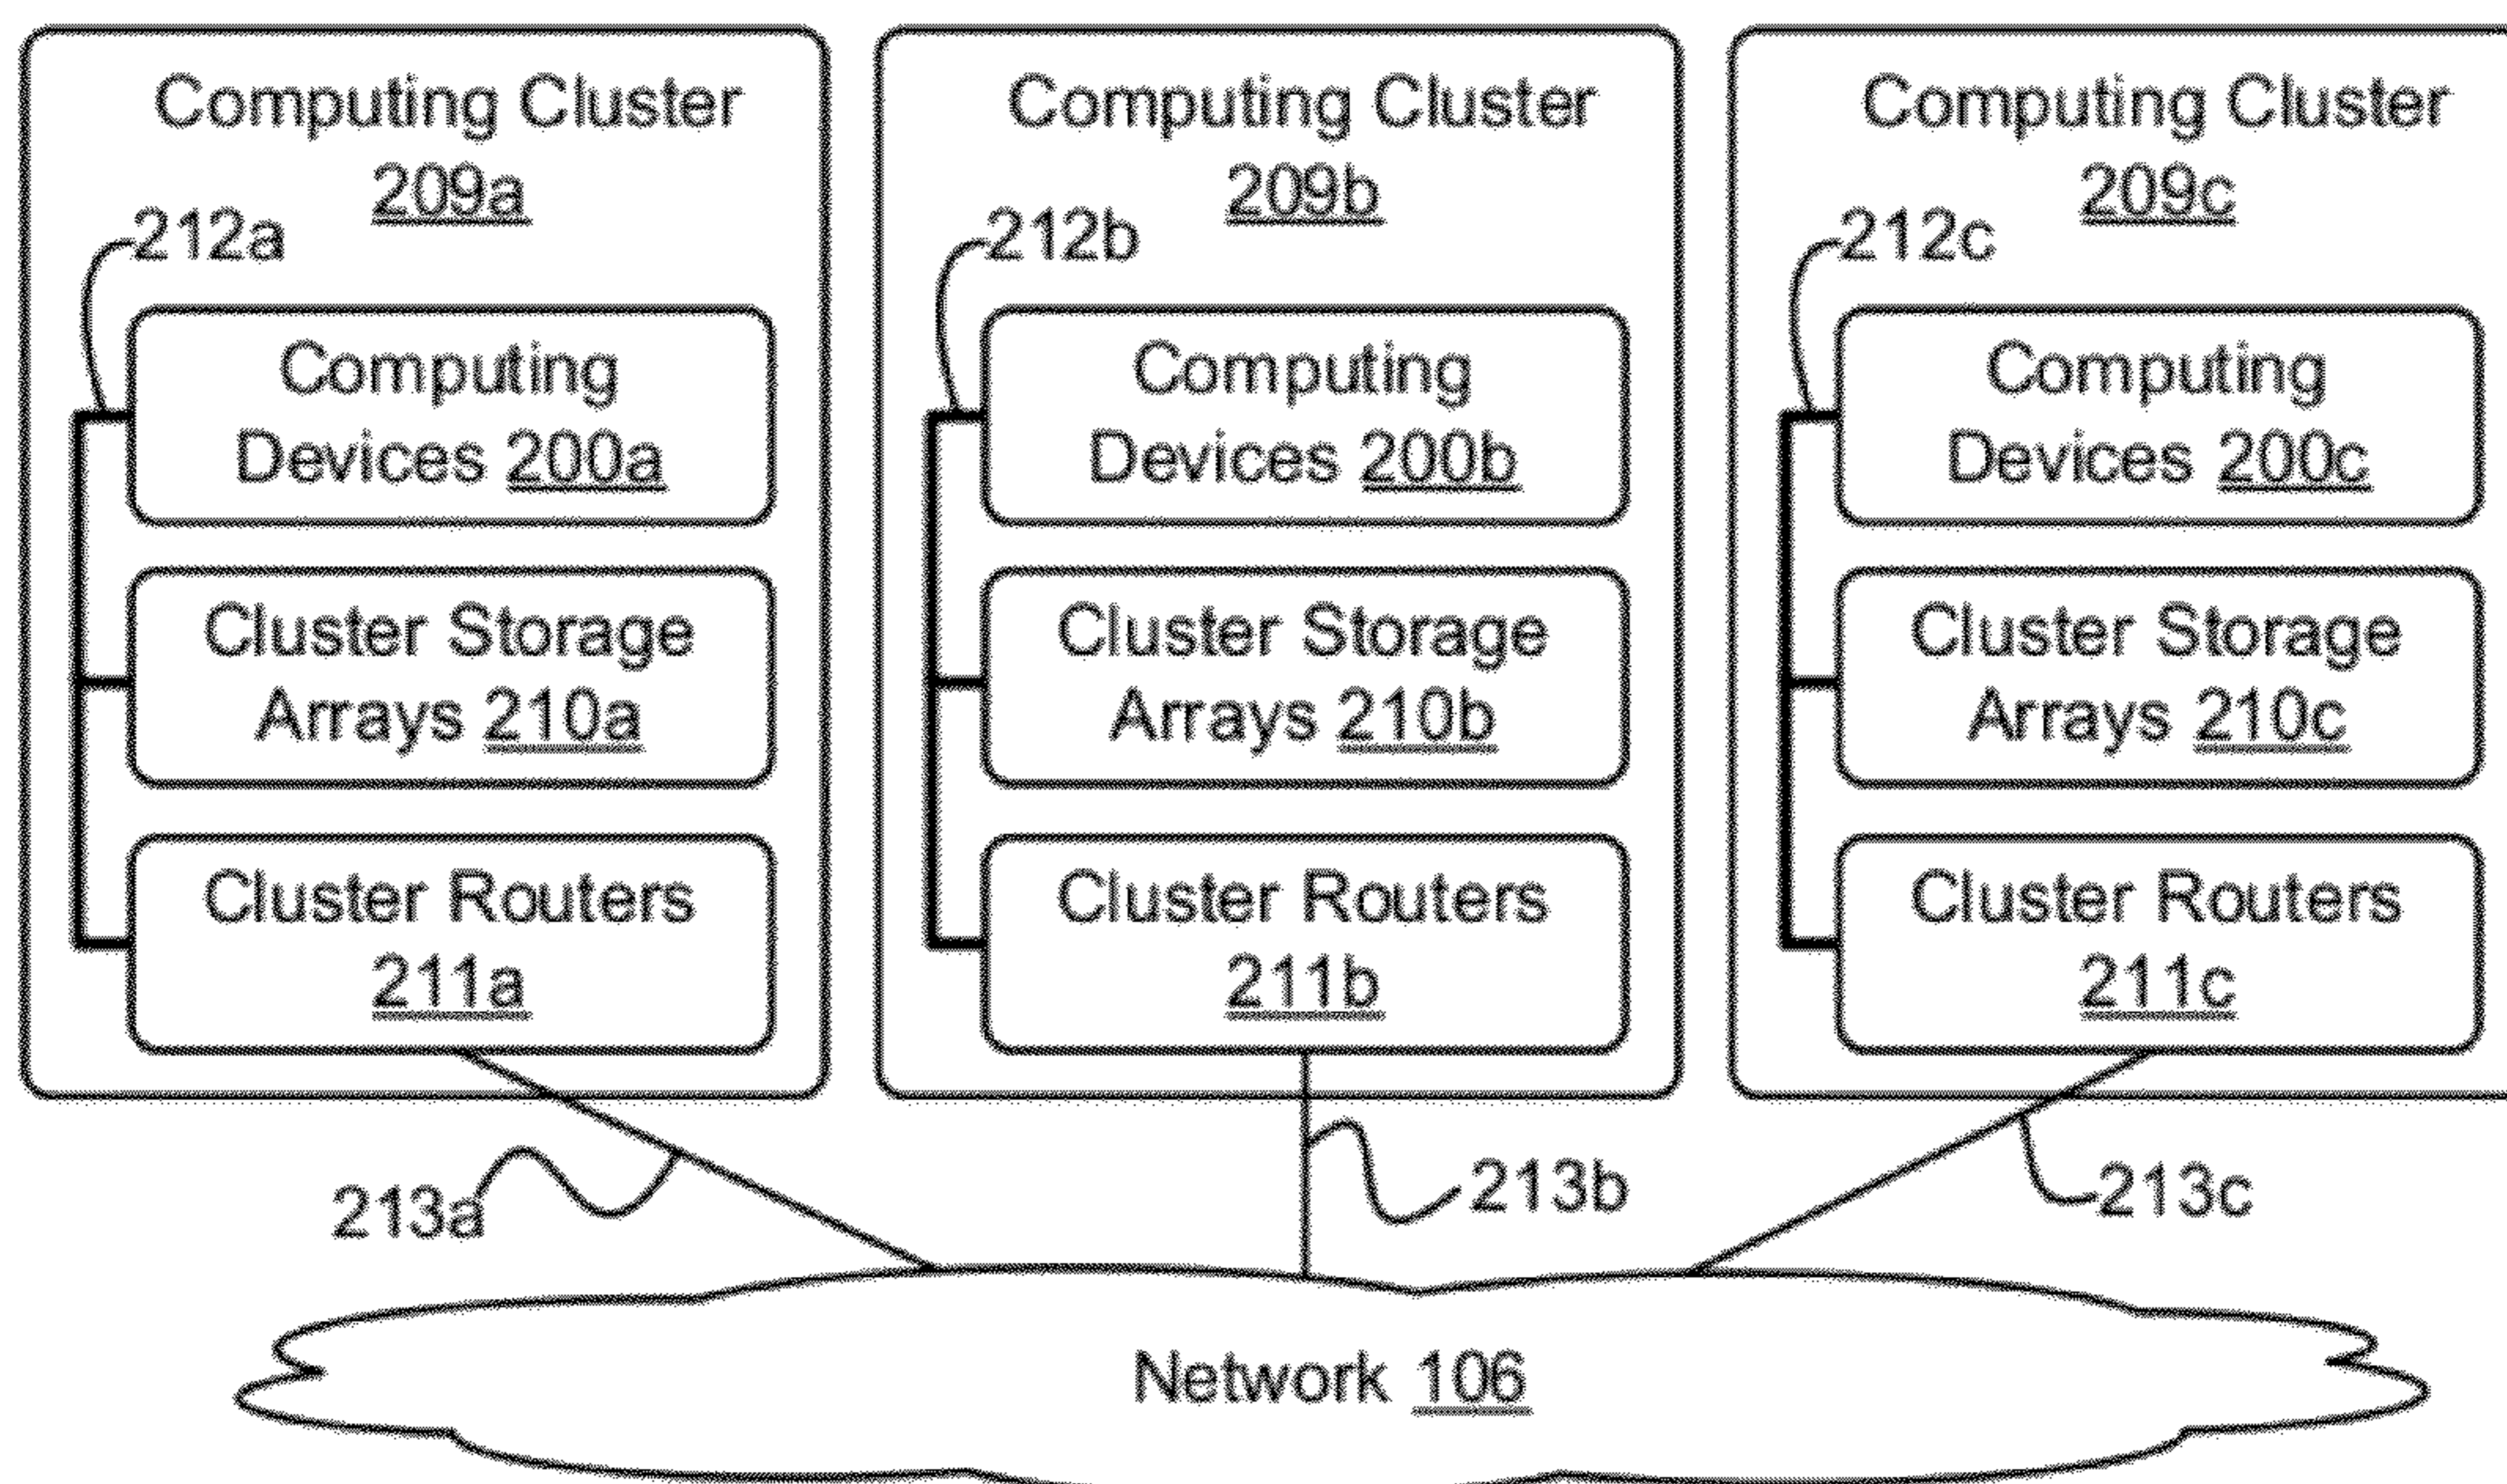 Computing Cluster
209a
212a
Computing
Devices 200a
Cluster Storage
Arrays 210a
Cluster Routers
211a
Computing Cluster
209b
212b
Computing
Devices 200b
Cluster Storage
Arrays 210b
Cluster Routers
211b
Computing Cluster
209c
212c
Computing
Devices 200c
Cluster Storage
Arrays 210c
Cluster Routers
211c
213a
213b
213c
Network 106